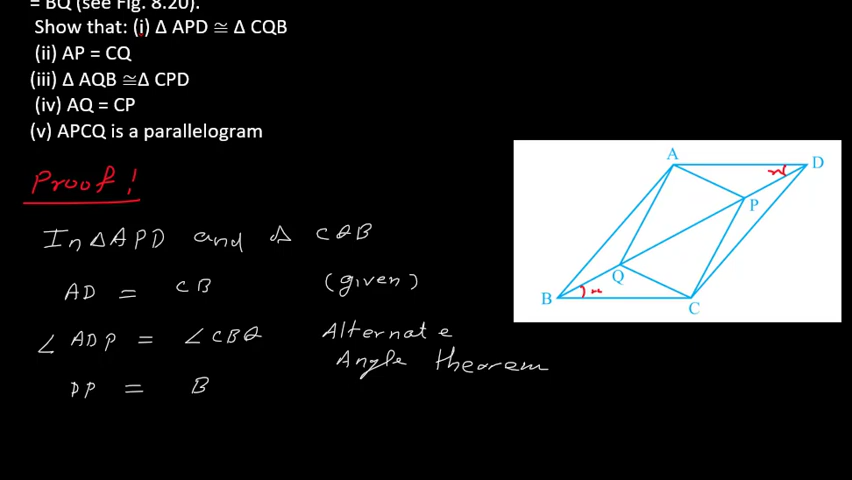 = BQ (see Fig. 8.20).
Show that: (i) Δ APD ≅ Δ CQB
(ii) AP = CQ
(iii) Δ AQB ≅Δ CPD
(iv) AQ = CP
(v) APCQ is a parallelogram
Proof!
In Δ APD and Δ CQB
AD = CB (given)
∠ ADP = ∠ CBQ Alternate
Angle theorem
DP = B
A
D
P
Q
B
C